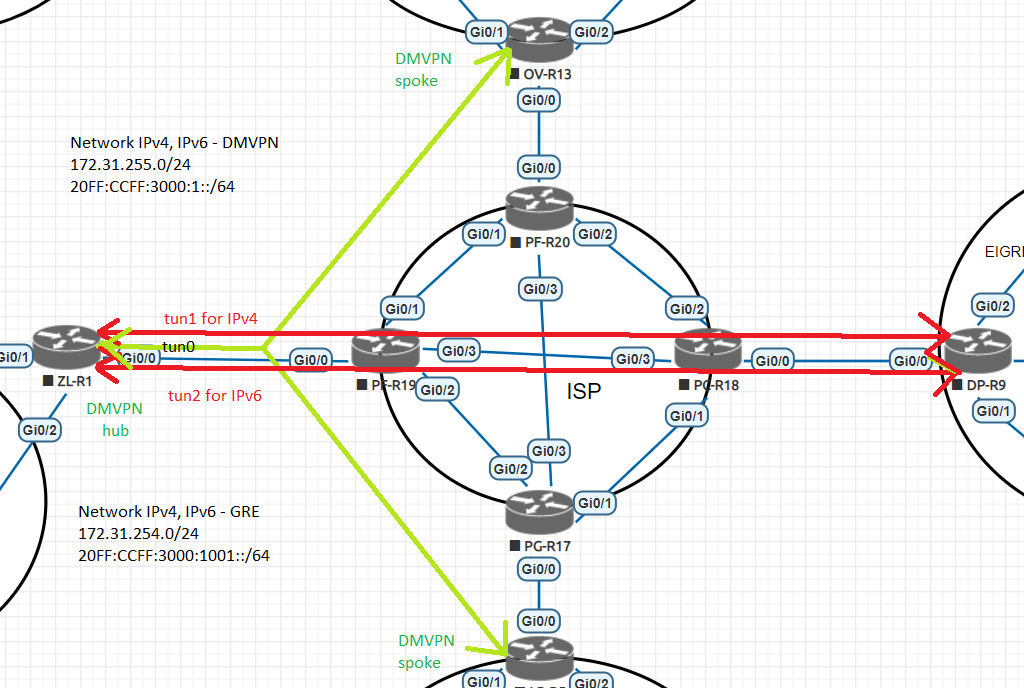 Gi0/1
Gi0/2
DMVPN
spoke
OV-R13
Gi0/0
Network IPv4, IPv6 - DMVPN
172.31.255.0/24
20FF:CCFF:3000:1::/64
Gi0/0
PF-R20
Gi0/1
Gi0/2
EIGR
Gi0/3
Gi0/1
Gi0/2
Gi0/2
tun1 for IPv4
tun0
Gi0/1
Gi0/0
Gi0/0
Gi0/3
Gi0/3
Gi0/0
Gi0/0
ZL-R1
PF-R19
PC-R18
DP-R9
tun2 for IPv6
Gi0/2
ISP
DMVPN
hub
Gi0/2
Gi0/1
Gi0/1
Gi0/3
Gi0/2
Gi0/1
Network IPv4, IPv6 - GRE
172.31.254.0/24
20FF:CCFF:3000:1001::/64
PG-R17
Gi0/0
Gi0/0
DMVPN
spoke
Gi0/1
Gi0/2